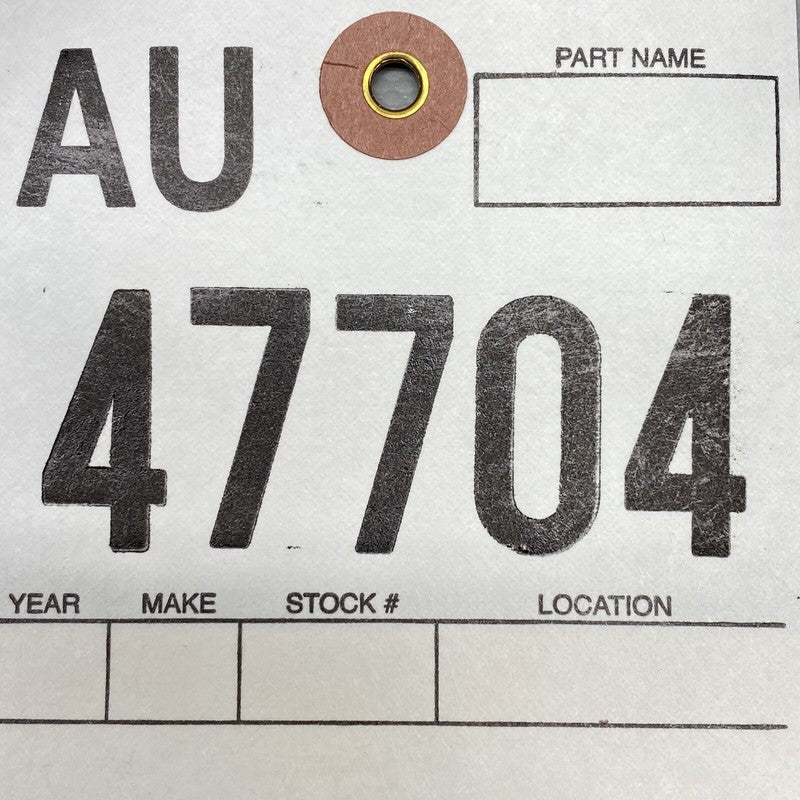 AU
PART NAME
47704
YEAR MAKE STOCK # LOCATION